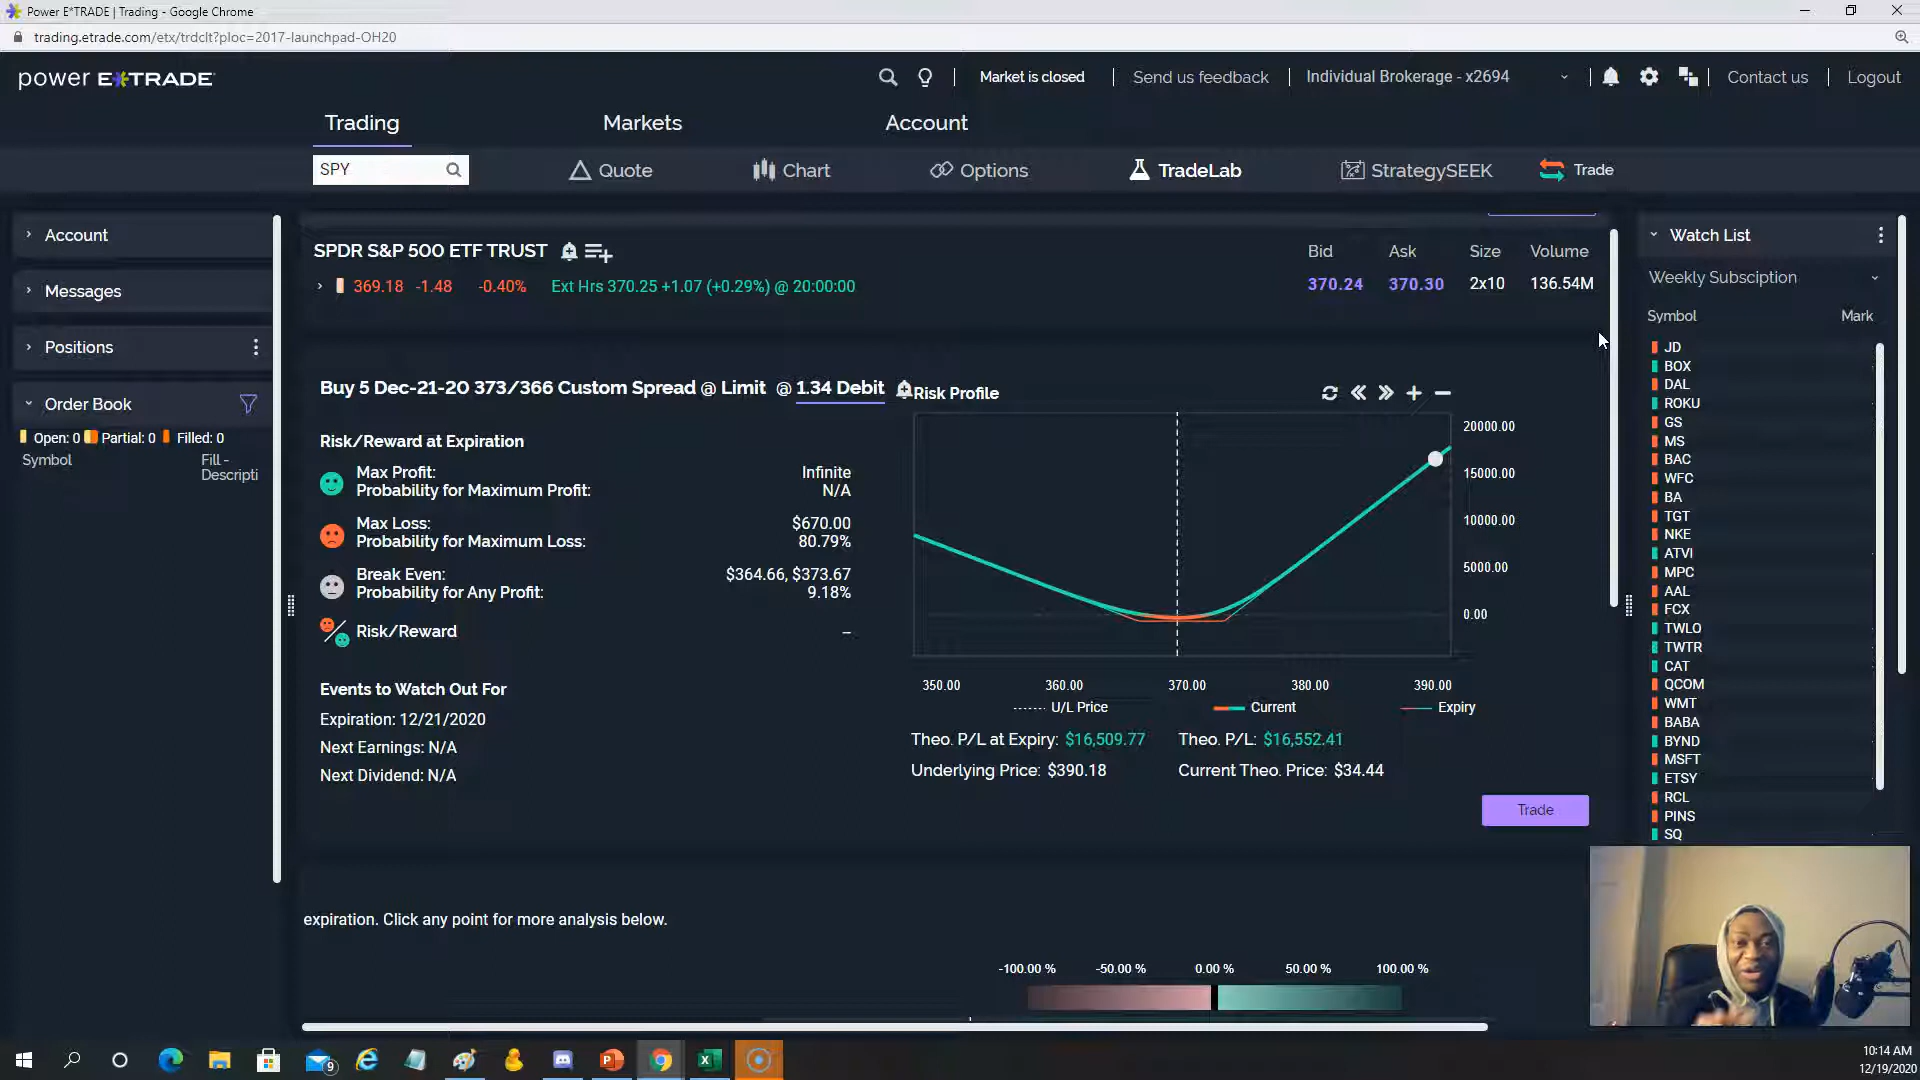 Power E*TRADE | Trading - Google Chrome
trading.etrade.com/etx/trdclt?ploc=2017-launchpad-OH20
power E*TRADE
Market is closed
Send us feedback
Individual Brokerage - x2694
Contact us
Logout
Trading
Markets
Account
SPY
Quote
Chart
Options
TradeLab
StrategySEEK
Trade
Account
Messages
Positions
Order Book
Open: 0 Partial: 0 Filled: 0
Symbol
Fill -
Descripti
SPDR S&P 500 ETF TRUST
Bid Ask Size Volume
369.18 -1.48 -0.40% Ext Hrs 370.25 +1.07 (+0.29%) @ 20:00:00
370.24 370.30 2x10 136.54M
Buy 5 Dec-21-20 373/366 Custom Spread @ Limit @ 1.34 Debit
Risk/Reward at Expiration
Max Profit: Infinite
Probability for Maximum Profit: N/A
Max Loss: $670.00
Probability for Maximum Loss: 80.79%
Break Even: $364.66, $373.67
Probability for Any Profit: 9.18%
Risk/Reward –
Events to Watch Out For
Expiration: 12/21/2020
Next Earnings: N/A
Next Dividend: N/A
Risk Profile
20000.00
15000.00
10000.00
5000.00
0.00
350.00 360.00 370.00 380.00 390.00
U/L Price Current Expiry
Theo. P/L at Expiry: $16,509.77 Theo. P/L: $16,552.41
Underlying Price: $390.18 Current Theo. Price: $34.44
Trade
expiration. Click any point for more analysis below.
-100.00 % -50.00 % 0.00 % 50.00 % 100.00 %
Watch List
Weekly Subsciption
Symbol Mark
JD
BOX
DAL
ROKU
GS
MS
BAC
WFC
BA
TGT
NKE
ATVI
MPC
AAL
FCX
TWLO
TWTR
CAT
QCOM
WMT
BABA
BYND
MSFT
ETSY
RCL
PINS
SQ
9
10:14 AM
12/19/2020